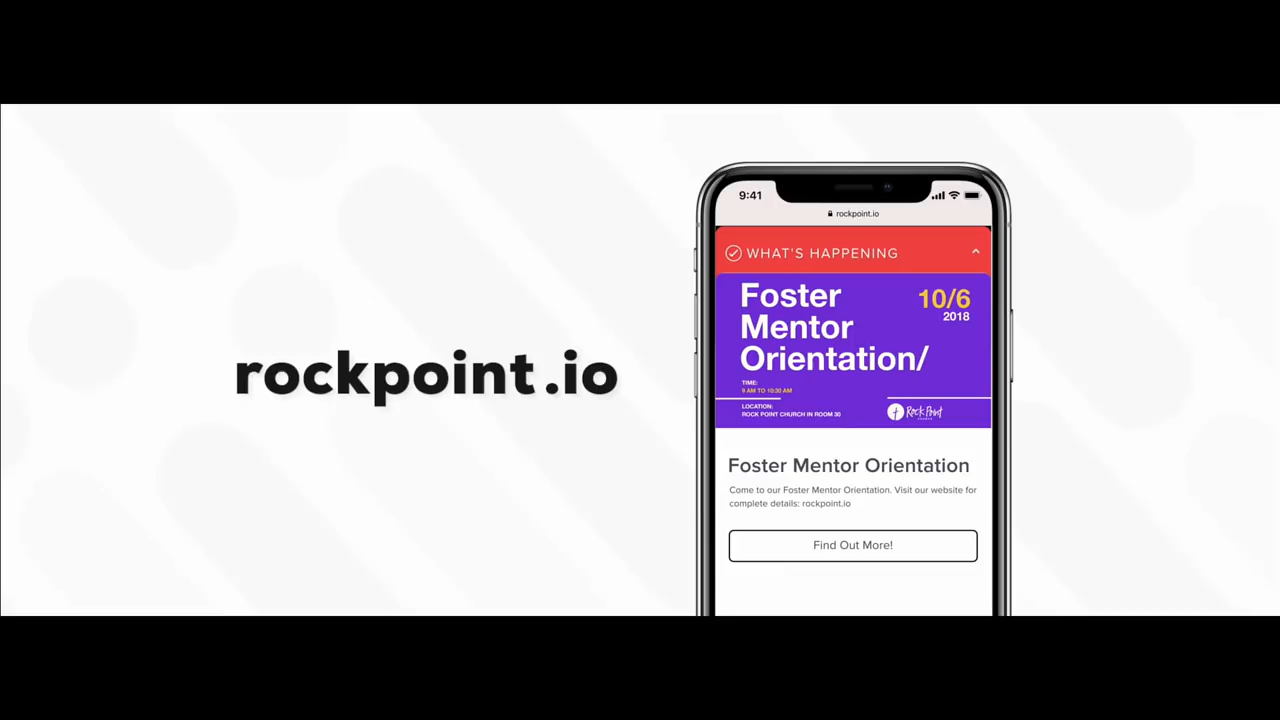 rockpoint.io
9:41
rockpoint.io
WHAT'S HAPPENING
Foster
Mentor
Orientation/
10/6
2018
TIME:
9 AM TO 10:30 AM
LOCATION:
ROCK POINT CHURCH IN ROOM 30
Rock Point
CHURCH
Foster Mentor Orientation
Come to our Foster Mentor Orientation. Visit our website for
complete details: rockpoint.io
Find Out More!